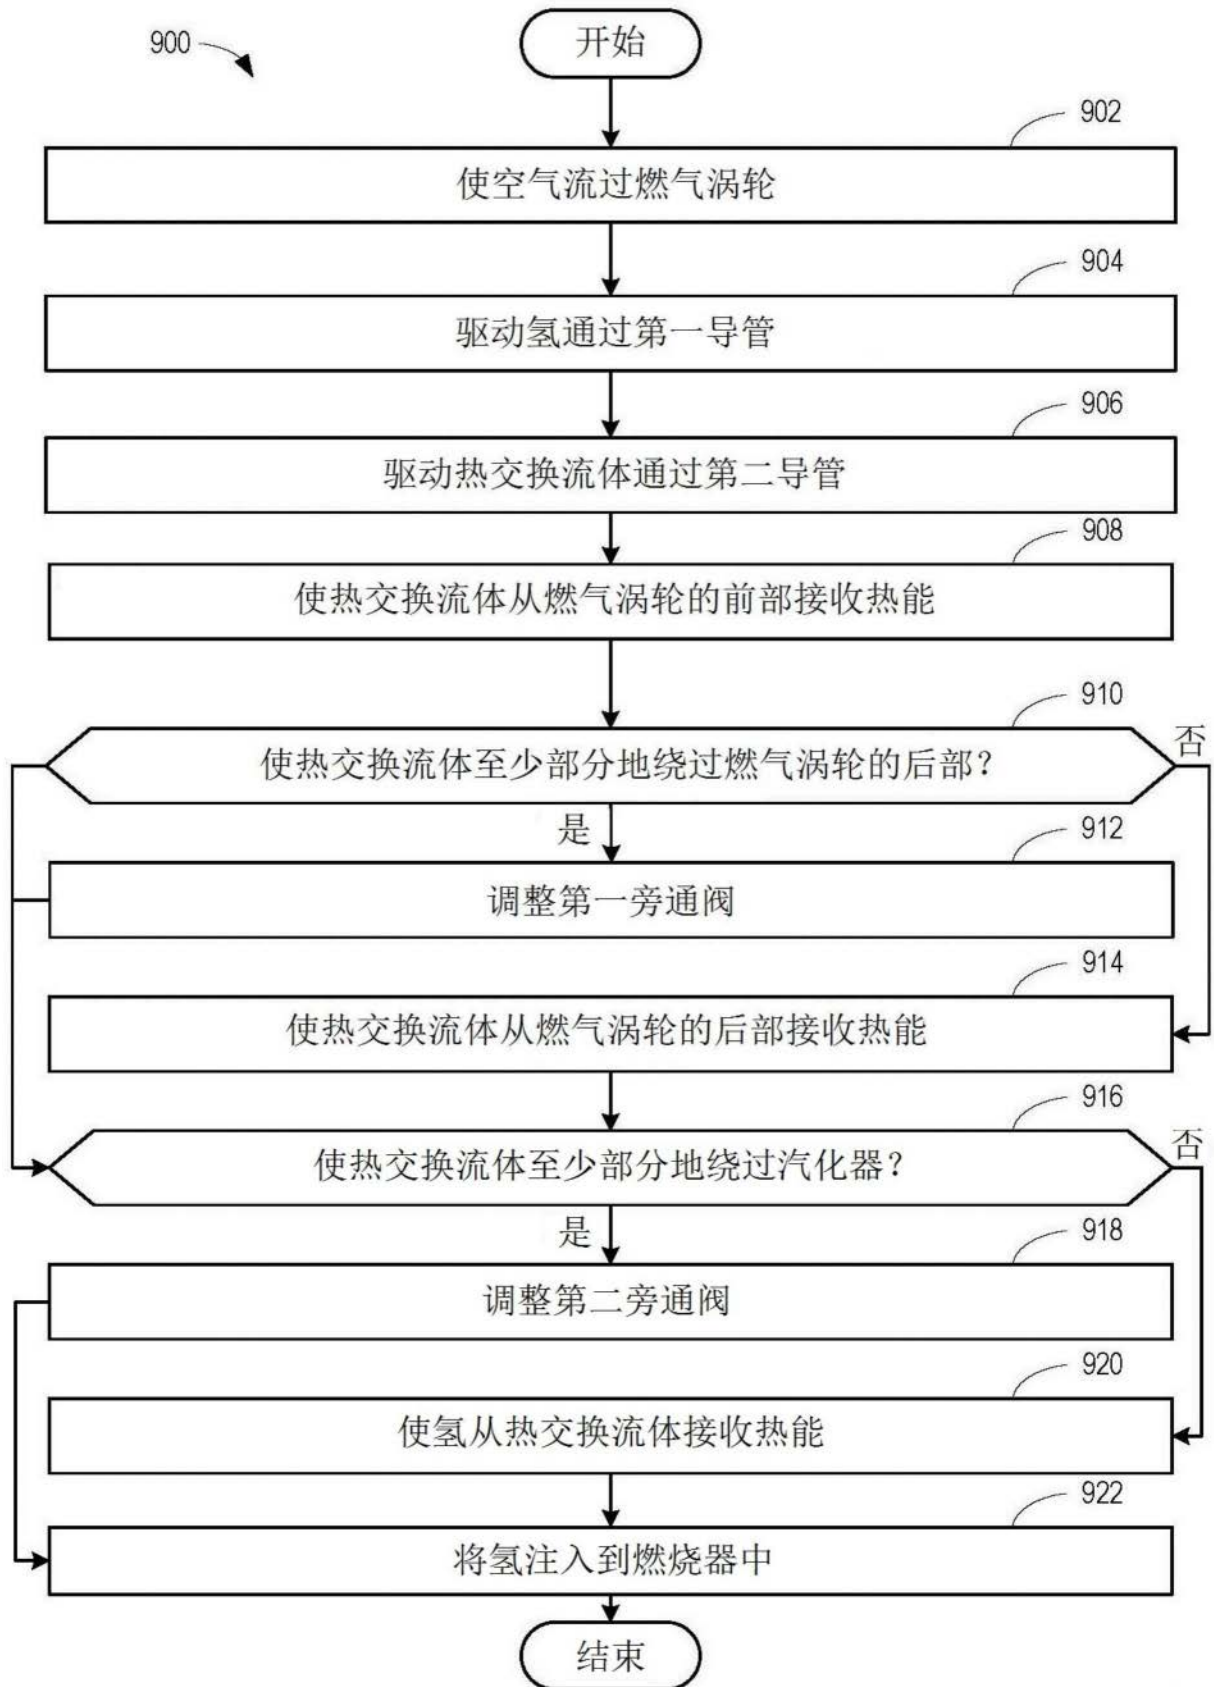 900
开始
902
使空气流过燃气涡轮
904
驱动氢通过第一导管
906
驱动热交换流体通过第二导管
908
使热交换流体从燃气涡轮的前部接收热能
910
使热交换流体至少部分地绕过燃气涡轮的后部？
否
是
912
调整第一旁通阀
914
使热交换流体从燃气涡轮的后部接收热能
916
使热交换流体至少部分地绕过汽化器？
否
是
918
调整第二旁通阀
920
使氢从热交换流体接收热能
922
将氢注入到燃烧器中
结束